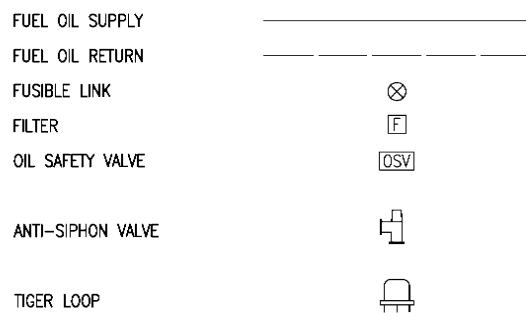 FUEL OIL SUPPLY
FUEL OIL RETURN
FUSIBLE LINK
FILTER F
OIL SAFETY VALVE OSV
ANTI-SIPHON VALVE
TIGER LOOP